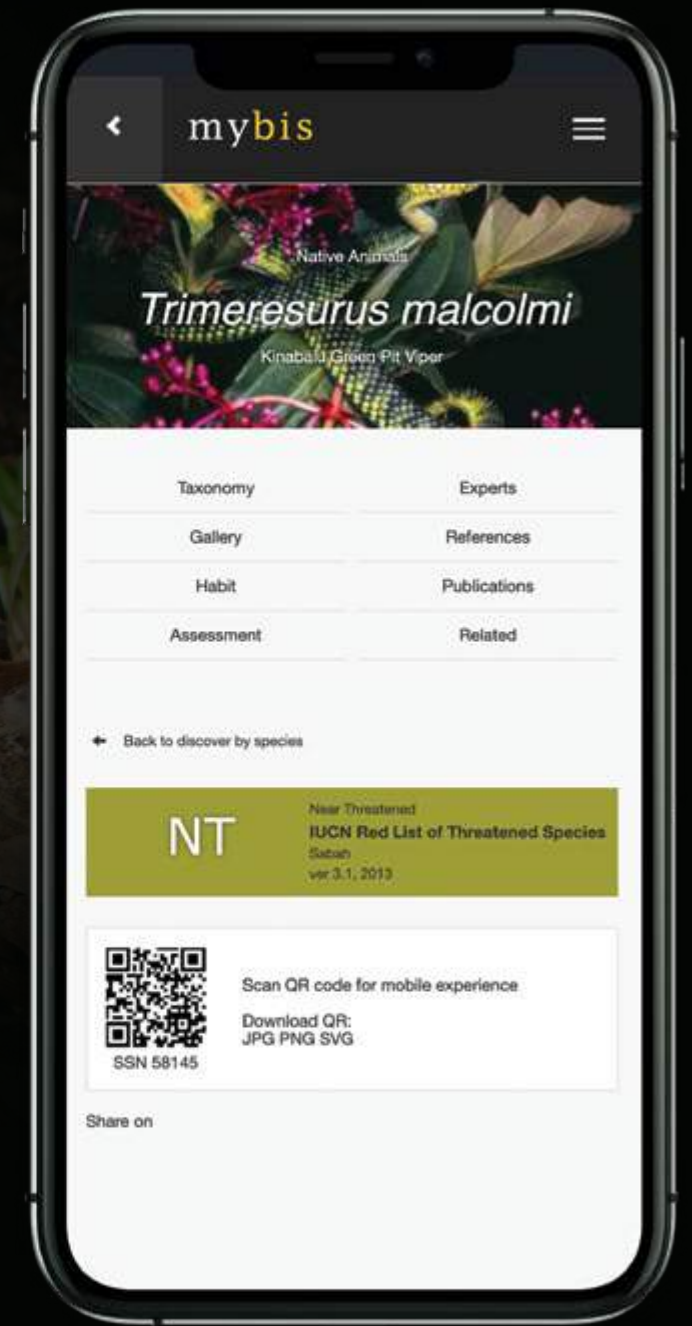 mybis
Native Animals
Trimeresurus malcolmi
Kinabalu Green Pit Viper
Taxonomy
Experts
Gallery
References
Habit
Publications
Assessment
Related
Back to discover by species
NT
Near Threatened
IUCN Red List of Threatened Species
Sabah
ver 3.1, 2013
Scan QR code for mobile experience
Download QR:
JPG PNG SVG
SSN 58145
Share on